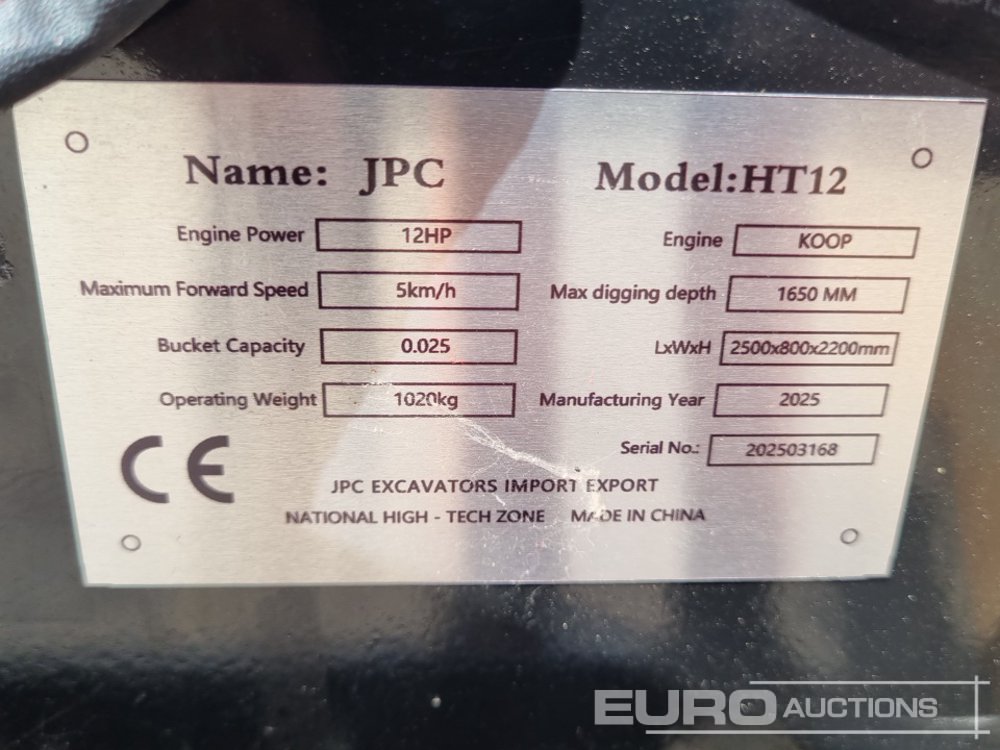 Name: JPC Model:HT12
Engine Power 12HP Engine KOOP
Maximum Forward Speed 5km/h Max digging depth 1650 MM
Bucket Capacity 0.025 LxWxH 2500x800x2200mm
Operating Weight 1020kg Manufacturing Year 2025
Serial No.: 202503168
CE
JPC EXCAVATORS IMPORT EXPORT
NATIONAL HIGH - TECH ZONE MADE IN CHINA
EURO AUCTIONS